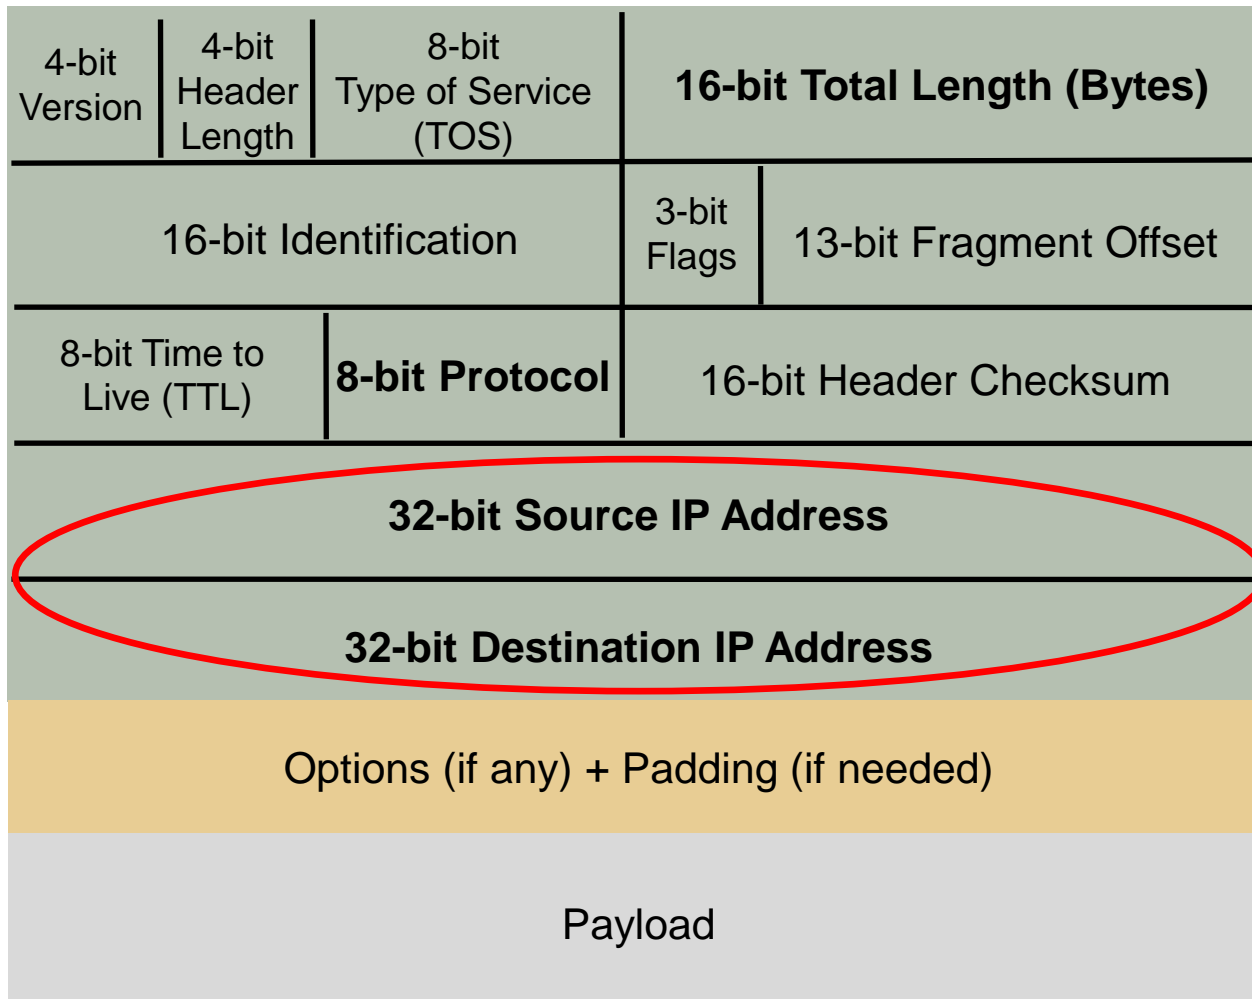 4-bit
Version
4-bit
Header
Length
8-bit
Type of Service
(TOS)
16-bit Total Length (Bytes)
16-bit Identification
3-bit
Flags
13-bit Fragment Offset
8-bit Time to
Live (TTL)
8-bit Protocol
16-bit Header Checksum
32-bit Source IP Address
32-bit Destination IP Address
Options (if any) + Padding (if needed)
Payload